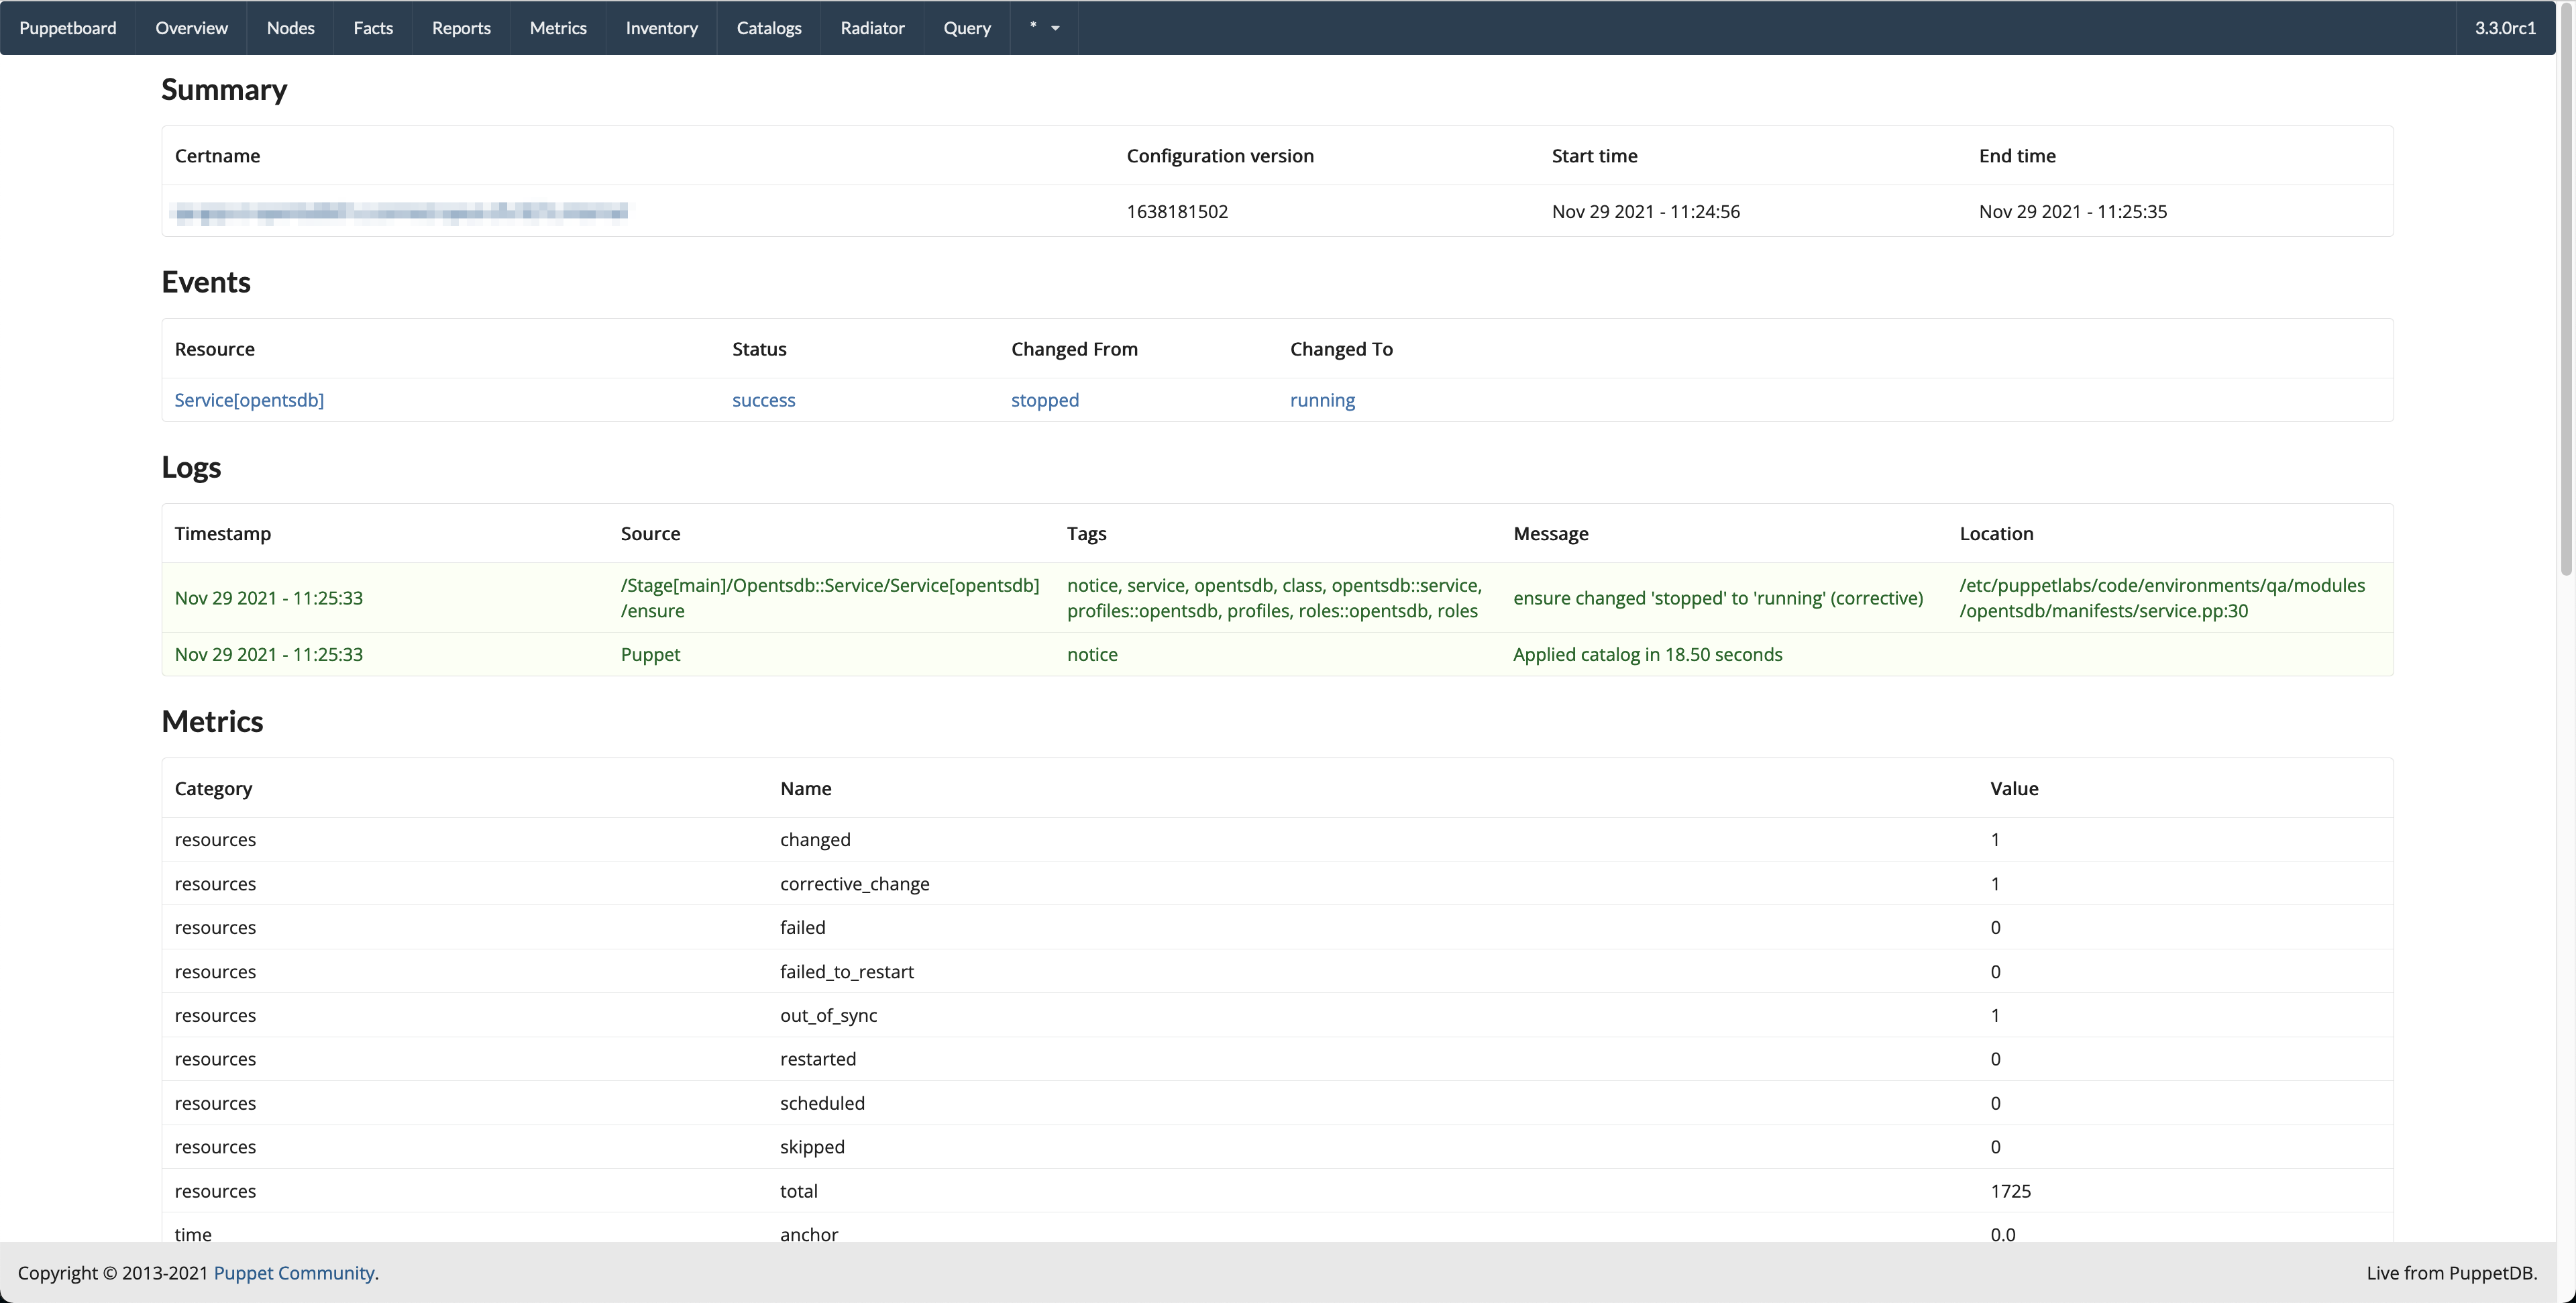 Puppetboard Overview Nodes Facts Reports Metrics Inventory Catalogs Radiator Query * 3.3.0rc1
Summary
Certname Configuration version Start time End time
1638181502 Nov 29 2021 - 11:24:56 Nov 29 2021 - 11:25:35
Events
Resource Status Changed From Changed To
Service[opentsdb] success stopped running
Logs
Timestamp Source Tags Message Location
Nov 29 2021 - 11:25:33 /Stage[main]/Opentsdb::Service/Service[opentsdb] notice, service, opentsdb, class, opentsdb::service, ensure changed 'stopped' to 'running' (corrective) /etc/puppetlabs/code/environments/qa/modules
/ensure profiles::opentsdb, profiles, roles::opentsdb, roles /opentsdb/manifests/service.pp:30
Nov 29 2021 - 11:25:33 Puppet notice Applied catalog in 18.50 seconds
Metrics
Category Name Value
resources changed 1
resources corrective_change 1
resources failed 0
resources failed_to_restart 0
resources out_of_sync 1
resources restarted 0
resources scheduled 0
resources skipped 0
resources total 1725
time anchor 0.0
Copyright © 2013-2021 Puppet Community. Live from PuppetDB.